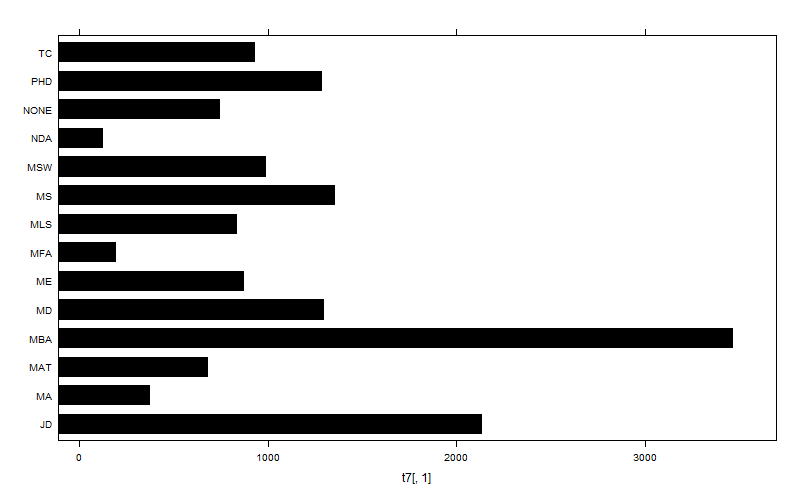 TC
PHD
NONE
NDA
MSW
MS
MLS
MFA
ME
MD
MBA
MAT
MA
JD
0 1000 2000 3000
t7[, 1]